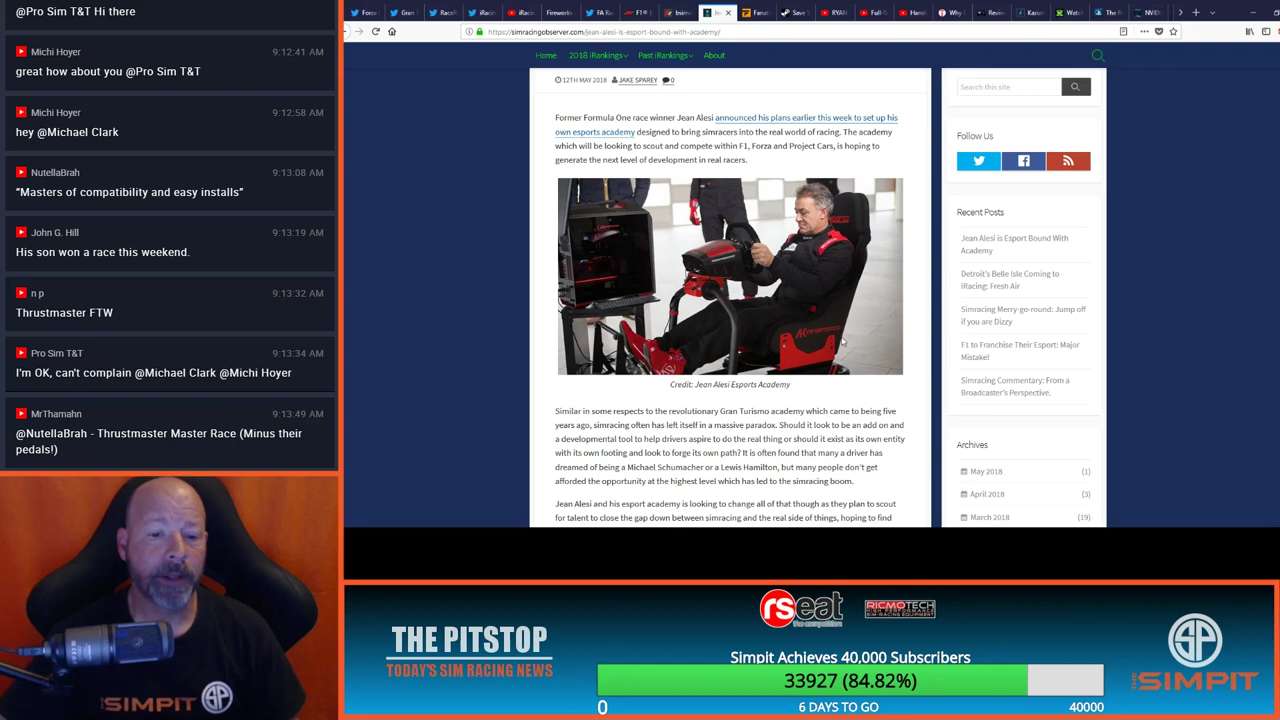 @Pro Sim T&T Hi there
Michi Hoyer 9:12:41 AM
great how about you @Pro Sim T&T
Michi Hoyer 9:12:58 AM
NudistaBrah 9:13:08 AM
“Masters of compatibility and easy installs”
John G. Hill 9:13:19 AM
His son won a race this weekend.
n p 9:13:32 AM
Thrustmaster FTW
Pro Sim T&T 9:13:34 AM
I'm OK..can't complain @Michael Clark @Michi Hoyer
MrThamahn 9:13:49 AM
@NudistaBrah - Thrustmaster Master Race (Minus their
pedals!)
https://simracingobserver.com/jean-alesi-is-esport-bound-with-academy/
Home 2018 iRankings Past iRankings About
12TH MAY 2018 JAKE SPAREY 0
Former Formula One race winner Jean Alesi announced his plans earlier this week to set up his
own esports academy designed to bring simracers into the real world of racing. The academy
which will be looking to scout and compete within F1, Forza and Project Cars, is hoping to
generate the next level of development in real racers.
Credit: Jean Alesi Esports Academy
Similar in some respects to the revolutionary Gran Turismo academy which came to being five
years ago, simracing often has left itself in a massive paradox. Should it look to be an add on and
a developmental tool to help drivers aspire to do the real thing or should it exist as its own entity
with its own footing and look to forge its own path? It is often found that many a driver has
dreamed of being a Michael Schumacher or a Lewis Hamilton, but many people don't get
afforded the opportunity at the highest level which has led to the simracing boom.
Jean Alesi and his esport academy is looking to change all of that though as they plan to scout
for talent to close the gap down between simracing and the real side of things, hoping to find
Search this site
Follow Us
Recent Posts
Jean Alesi is Esport Bound With
Academy
Detroit's Belle Isle Coming to
iRacing: Fresh Air
Simracing Merry-go-round: Jump off
if you are Dizzy
F1 to Franchise Their Esport: Major
Mistake!
Simracing Commentary: From a
Broadcaster's Perspective.
Archives
May 2018 (1)
April 2018 (3)
March 2018 (19)
THE PITSTOP
TODAY'S SIM RACING NEWS
rseat
RICMOTECH
Simpit Achieves 40,000 Subscribers
33927 (84.82%)
0 6 DAYS TO GO 40000
SP
THE SIMPIT
SIMPIT